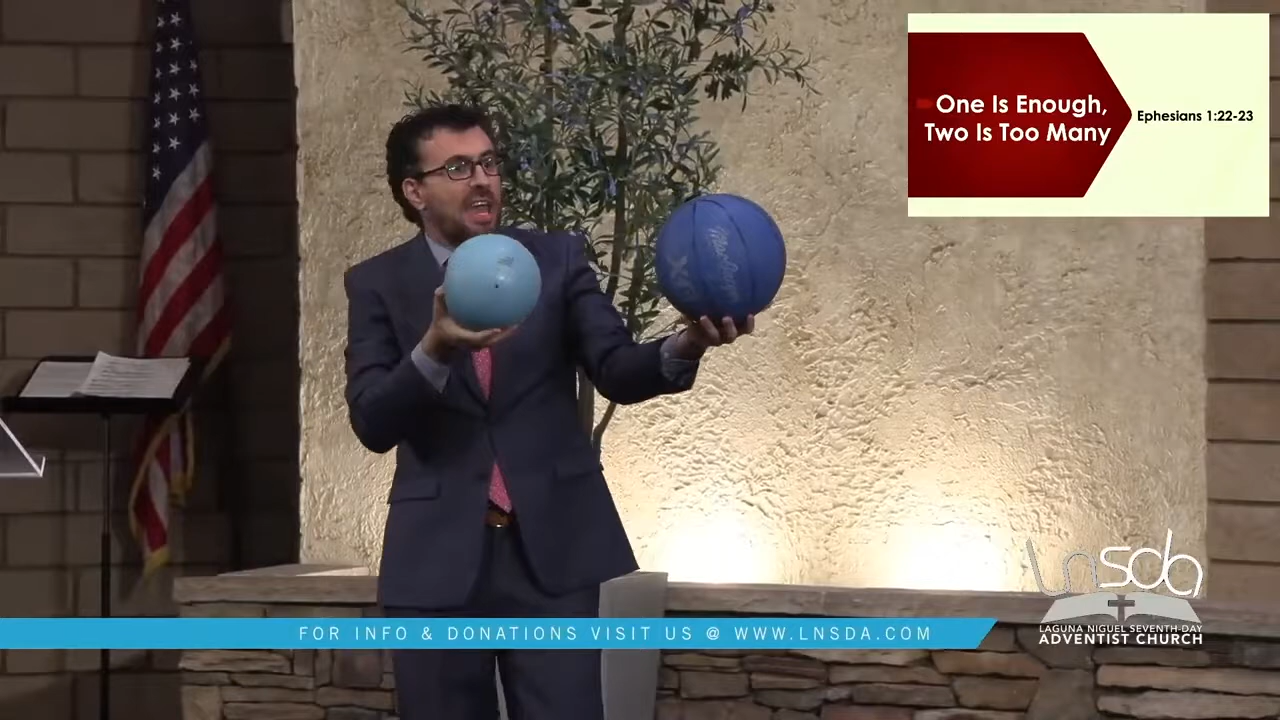 One Is Enough,
Two Is Too Many
Ephesians 1:22-23
FOR INFO & DONATIONS VISIT US @ WWW.LNSDA.COM
lnsda
LAGUNA NIGUEL SEVENTH-DAY
ADVENTIST CHURCH